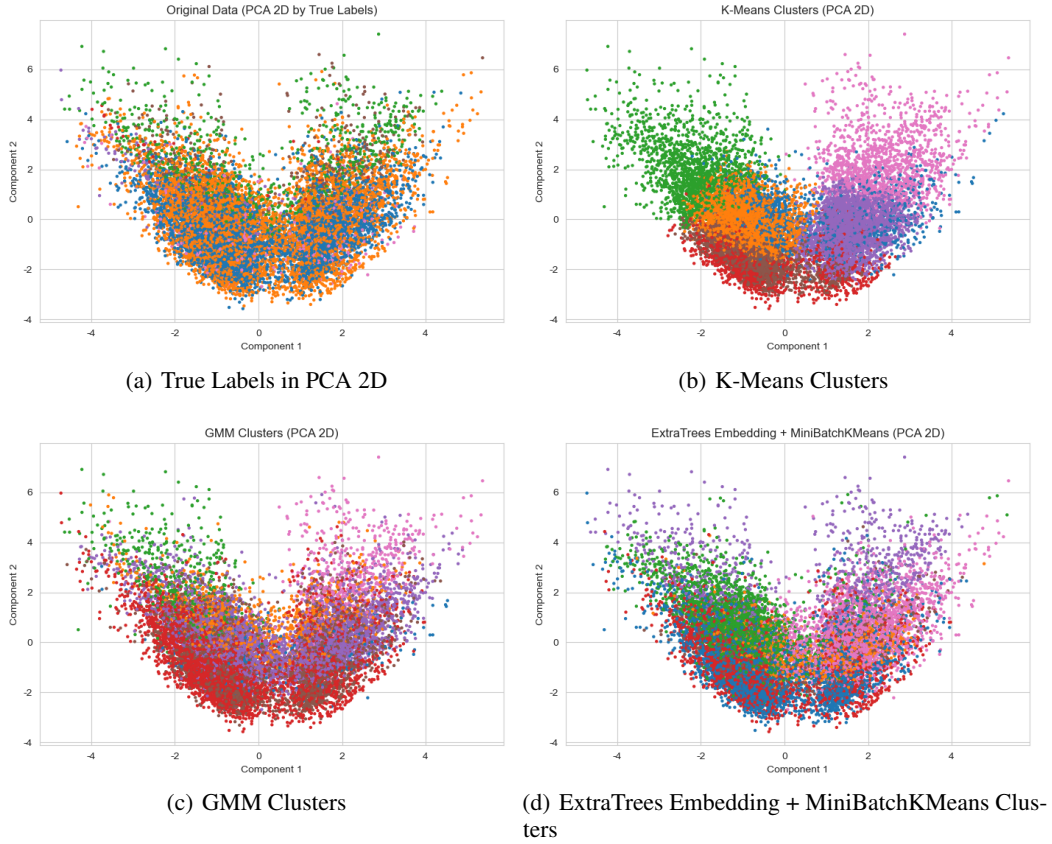 Original Data (PCA 2D by True Labels)
6
4
2
0
-2
-4
Component 2
-4
-2
0
2
4
Component 1
(a) True Labels in PCA 2D
K-Means Clusters (PCA 2D)
6
4
2
0
-2
-4
Component 2
-4
-2
0
2
4
Component 1
(b) K-Means Clusters
GMM Clusters (PCA 2D)
6
4
2
0
-2
-4
Component 2
-4
-2
0
2
4
Component 1
(c) GMM Clusters
ExtraTrees Embedding + MiniBatchKMeans (PCA 2D)
6
4
2
0
-2
-4
Component 2
-4
-2
0
2
4
Component 1
(d) ExtraTrees Embedding + MiniBatchKMeans Clus-
ters